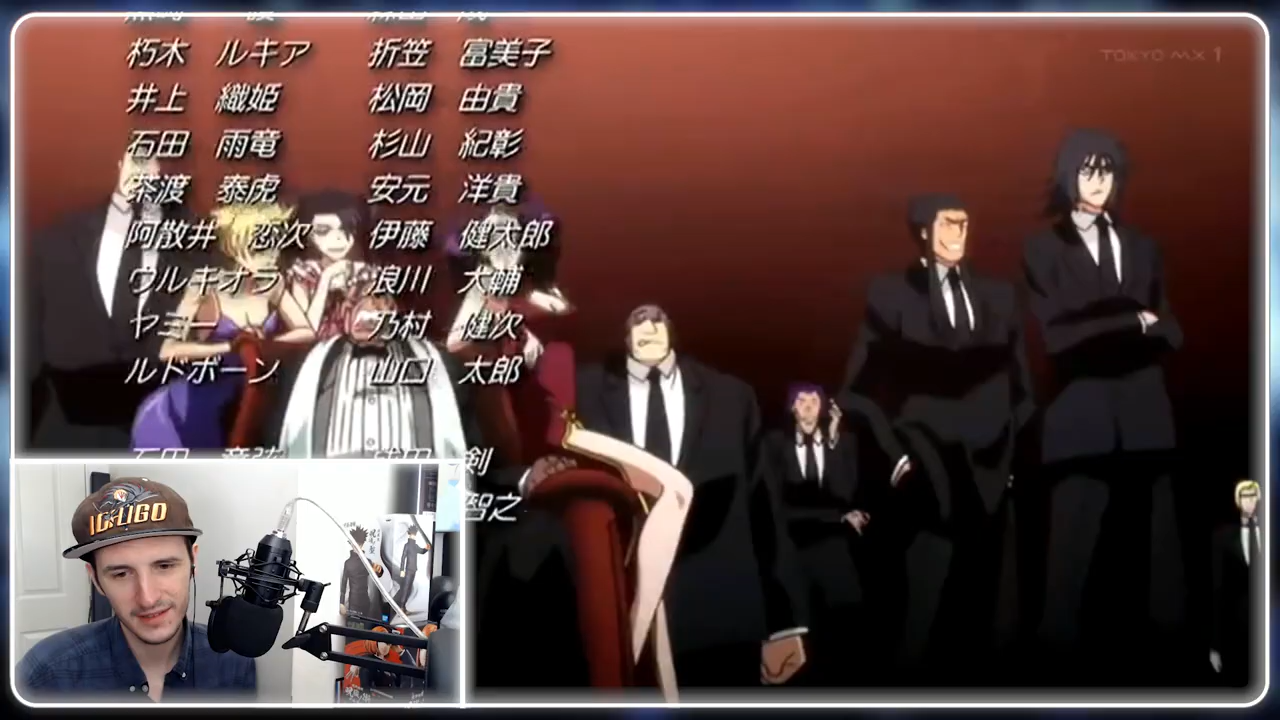 TOKYO MX 1
朽木 ルキア 折笠 富美子
井上 織姫 松岡 由貴
石田 雨竜 杉山 紀彰
茶渡 泰虎 安元 洋貴
阿散井 恋次 伊藤 健太郎
ウルキオラ 浪川 大輔
ヤミー 乃村 健次
ルドボーン 山口 太郎
剣
智之
ICHIGO